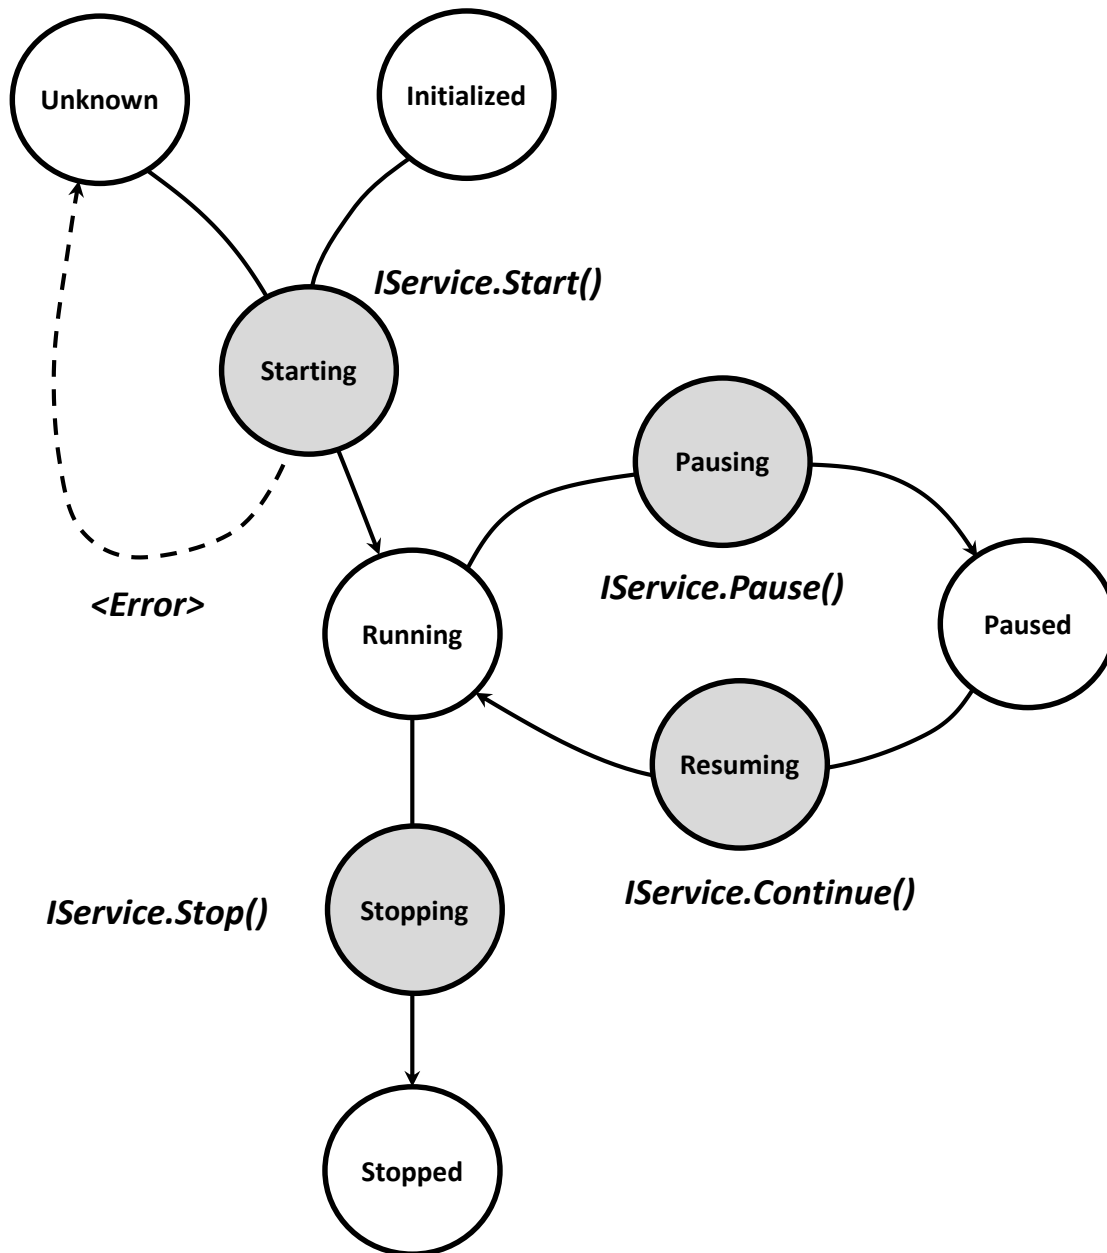 Unknown
Initialized
IService.Start()
Starting
Pausing
IService.Pause()
<Error>
Running
Paused
Resuming
IService.Continue()
IService.Stop()
Stopping
Stopped